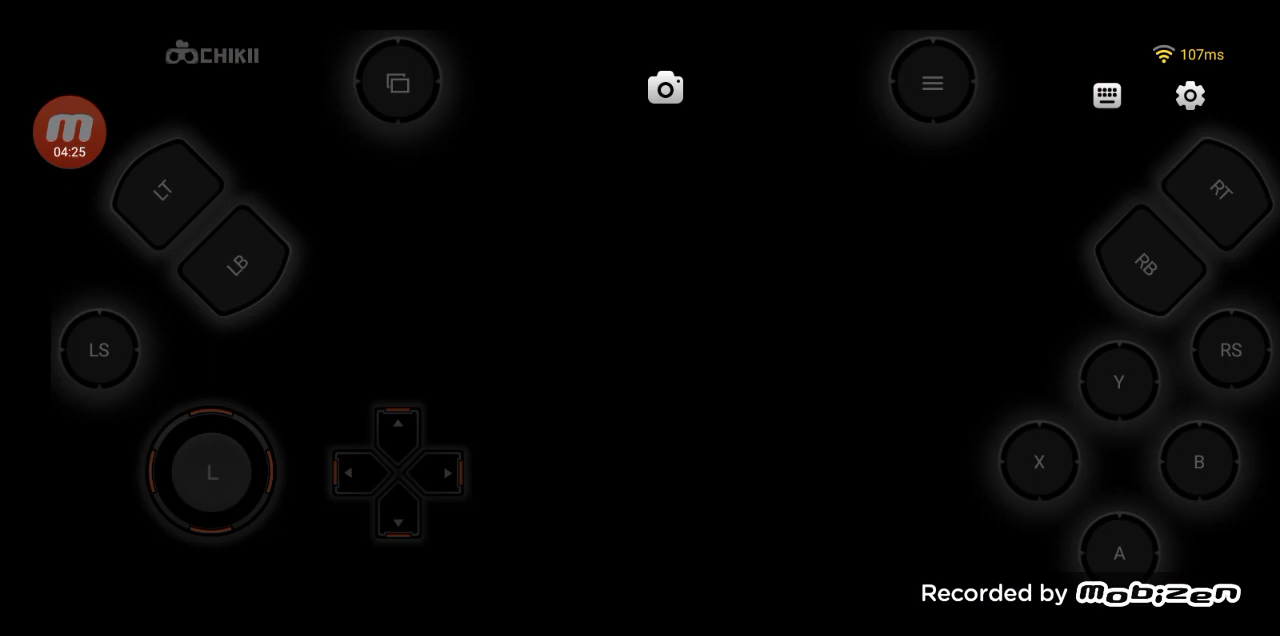 CHIKII
107ms
04:25
LT
RT
LB
RB
LS
RS
Y
L
X
B
A
Recorded by mobizen